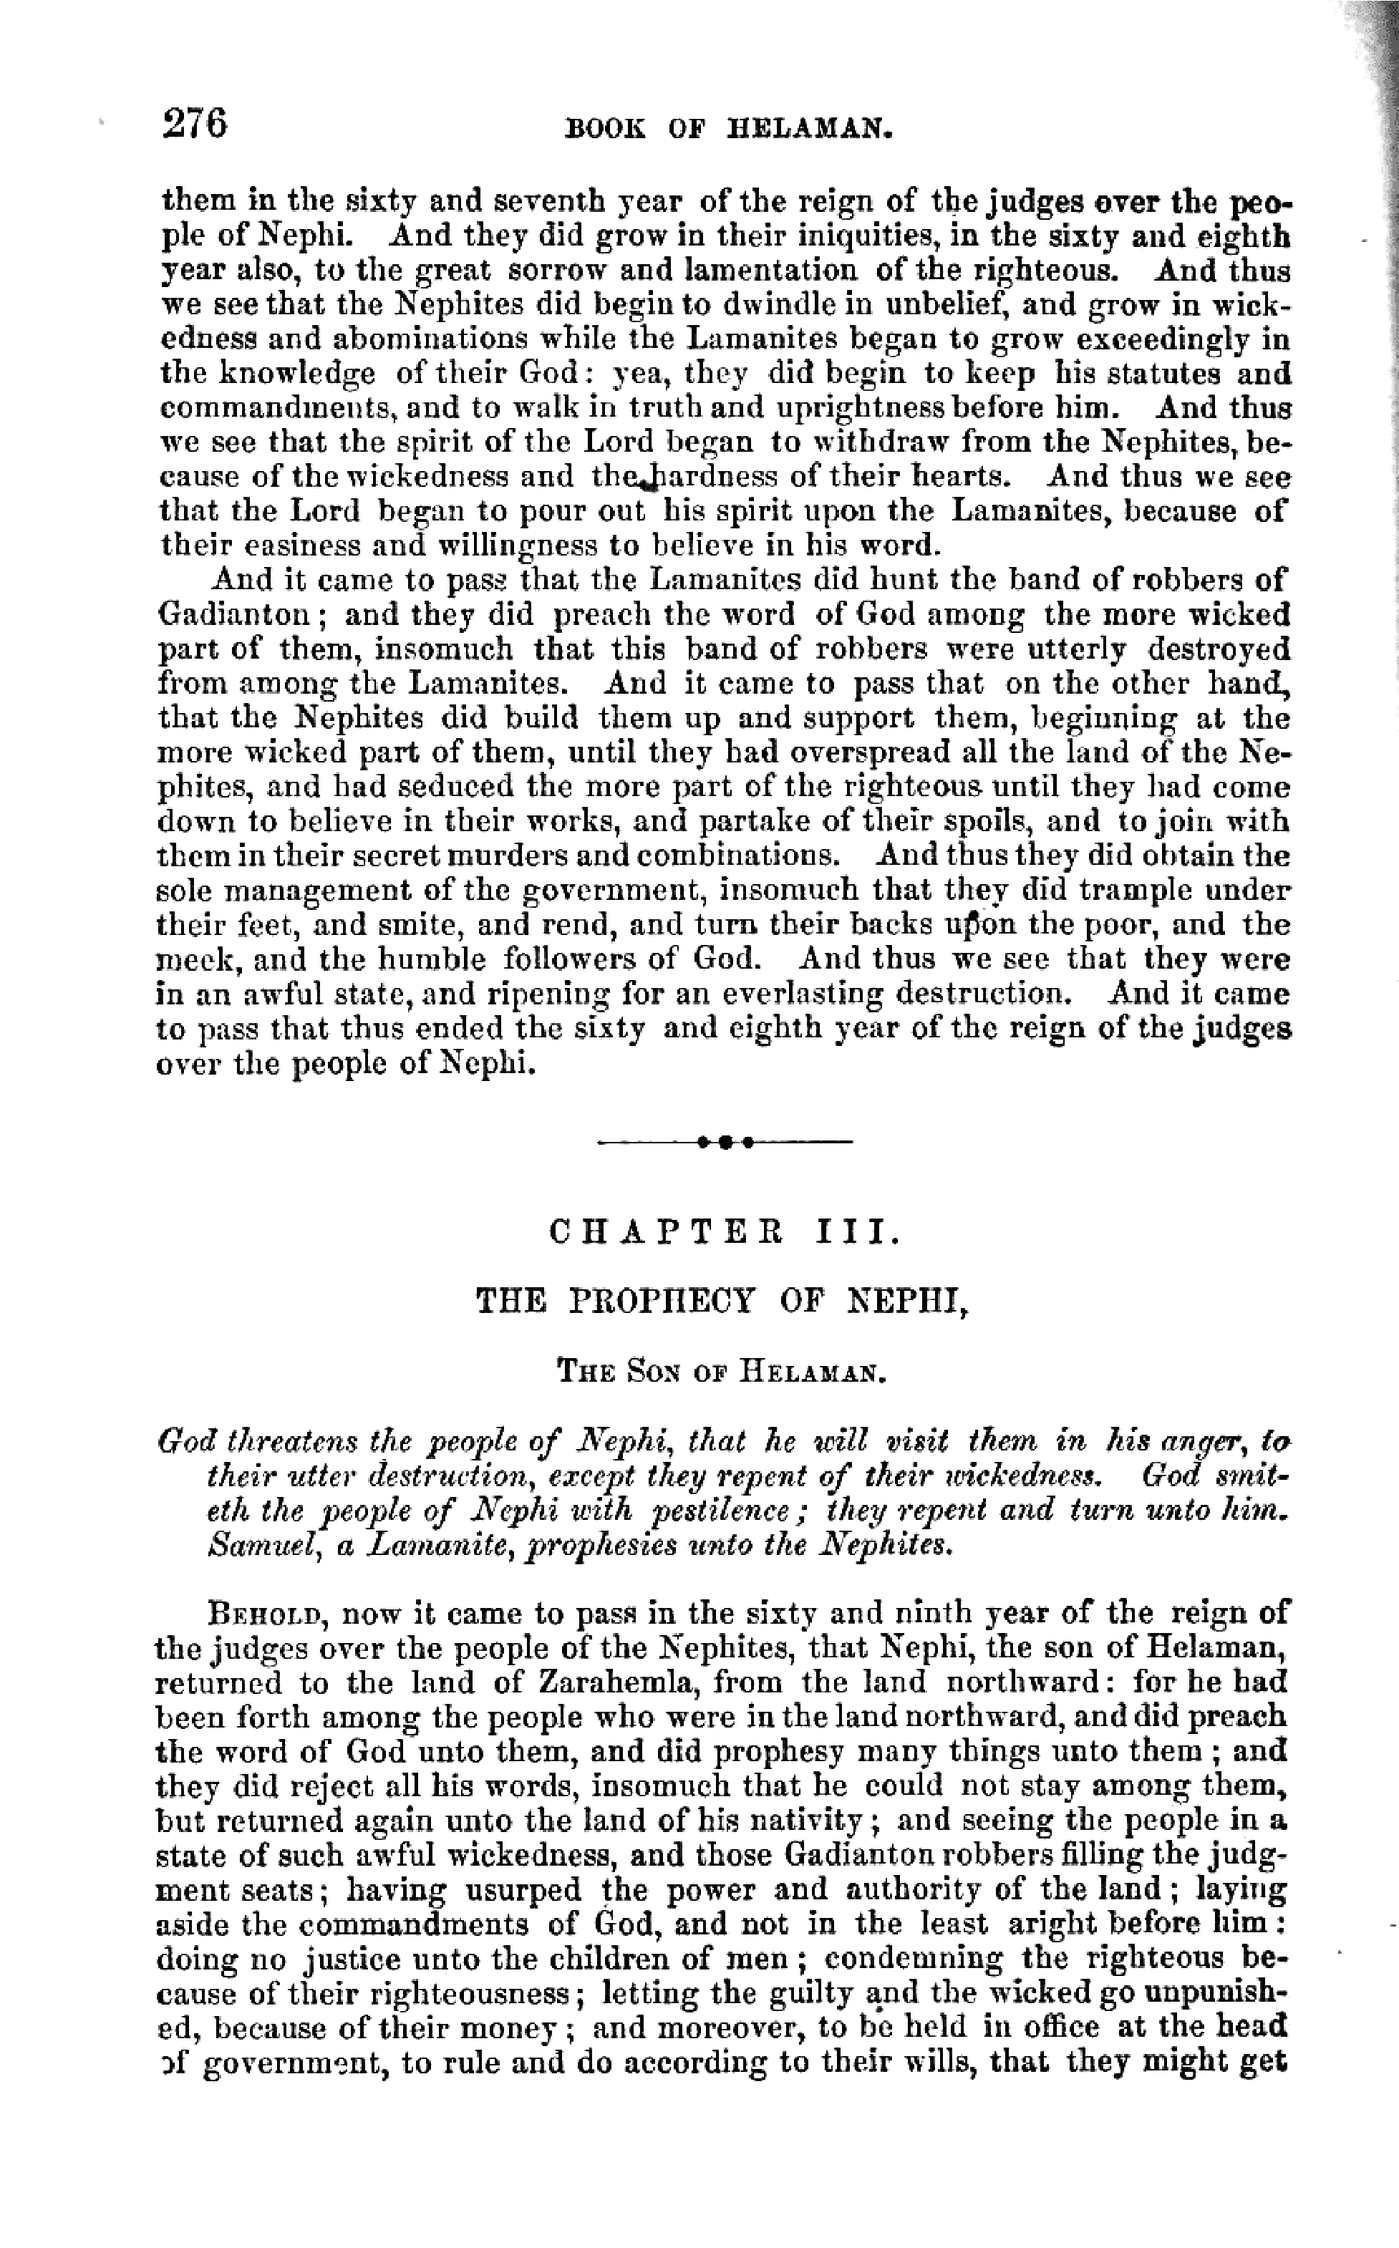 276 BOOK OF HELAMAN.
them in the sixty and seventh year of the reign of the judges over the peo-
ple of Nephi. And they did grow in their iniquities, in the sixty and eighth
year also, to the great sorrow and lamentation of the righteous. And thus
we see that the Nephites did begin to dwindle in unbelief, and grow in wick-
edness and abominations while the Lamanites began to grow exceedingly in
the knowledge of their God: yea, they did begin to keep his statutes and
commandments, and to walk in truth and uprightness before him. And thus
we see that the spirit of the Lord began to withdraw from the Nephites, be-
cause of the wickedness and the hardness of their hearts. And thus we see
that the Lord began to pour out his spirit upon the Lamanites, because of
their easiness and willingness to believe in his word.
And it came to pass that the Lamanites did hunt the band of robbers of
Gadianton; and they did preach the word of God among the more wicked
part of them, insomuch that this band of robbers were utterly destroyed
from among the Lamanites. And it came to pass that on the other hand,
that the Nephites did build them up and support them, beginning at the
more wicked part of them, until they had overspread all the land of the Ne-
phites, and had seduced the more part of the righteous until they had come
down to believe in their works, and partake of their spoils, and to join with
them in their secret murders and combinations. And thus they did obtain the
sole management of the government, insomuch that they did trample under
their feet, and smite, and rend, and turn their backs upon the poor, and the
meek, and the humble followers of God. And thus we see that they were
in an awful state, and ripening for an everlasting destruction. And it came
to pass that thus ended the sixty and eighth year of the reign of the judges
over the people of Nephi.
CHAPTER III.
THE PROPHECY OF NEPHI,
THE SON OF HELAMAN.
God threatens the people of Nephi, that he will visit them in his anger, to
their utter destruction, except they repent of their wickedness. God smit-
eth the people of Nephi with pestilence; they repent and turn unto him.
Samuel, a Lamanite, prophesies unto the Nephites.
BEHOLD, now it came to pass in the sixty and ninth year of the reign of
the judges over the people of the Nephites, that Nephi, the son of Helaman,
returned to the land of Zarahemla, from the land northward: for he had
been forth among the people who were in the land northward, and did preach
the word of God unto them, and did prophesy many things unto them; and
they did reject all his words, insomuch that he could not stay among them,
but returned again unto the land of his nativity; and seeing the people in a
state of such awful wickedness, and those Gadianton robbers filling the judg-
ment seats; having usurped the power and authority of the land; laying
aside the commandments of God, and not in the least aright before him:
doing no justice unto the children of men; condemning the righteous be-
cause of their righteousness; letting the guilty and the wicked go unpunish-
ed, because of their money; and moreover, to be held in office at the head
of government, to rule and do according to their wills, that they might get